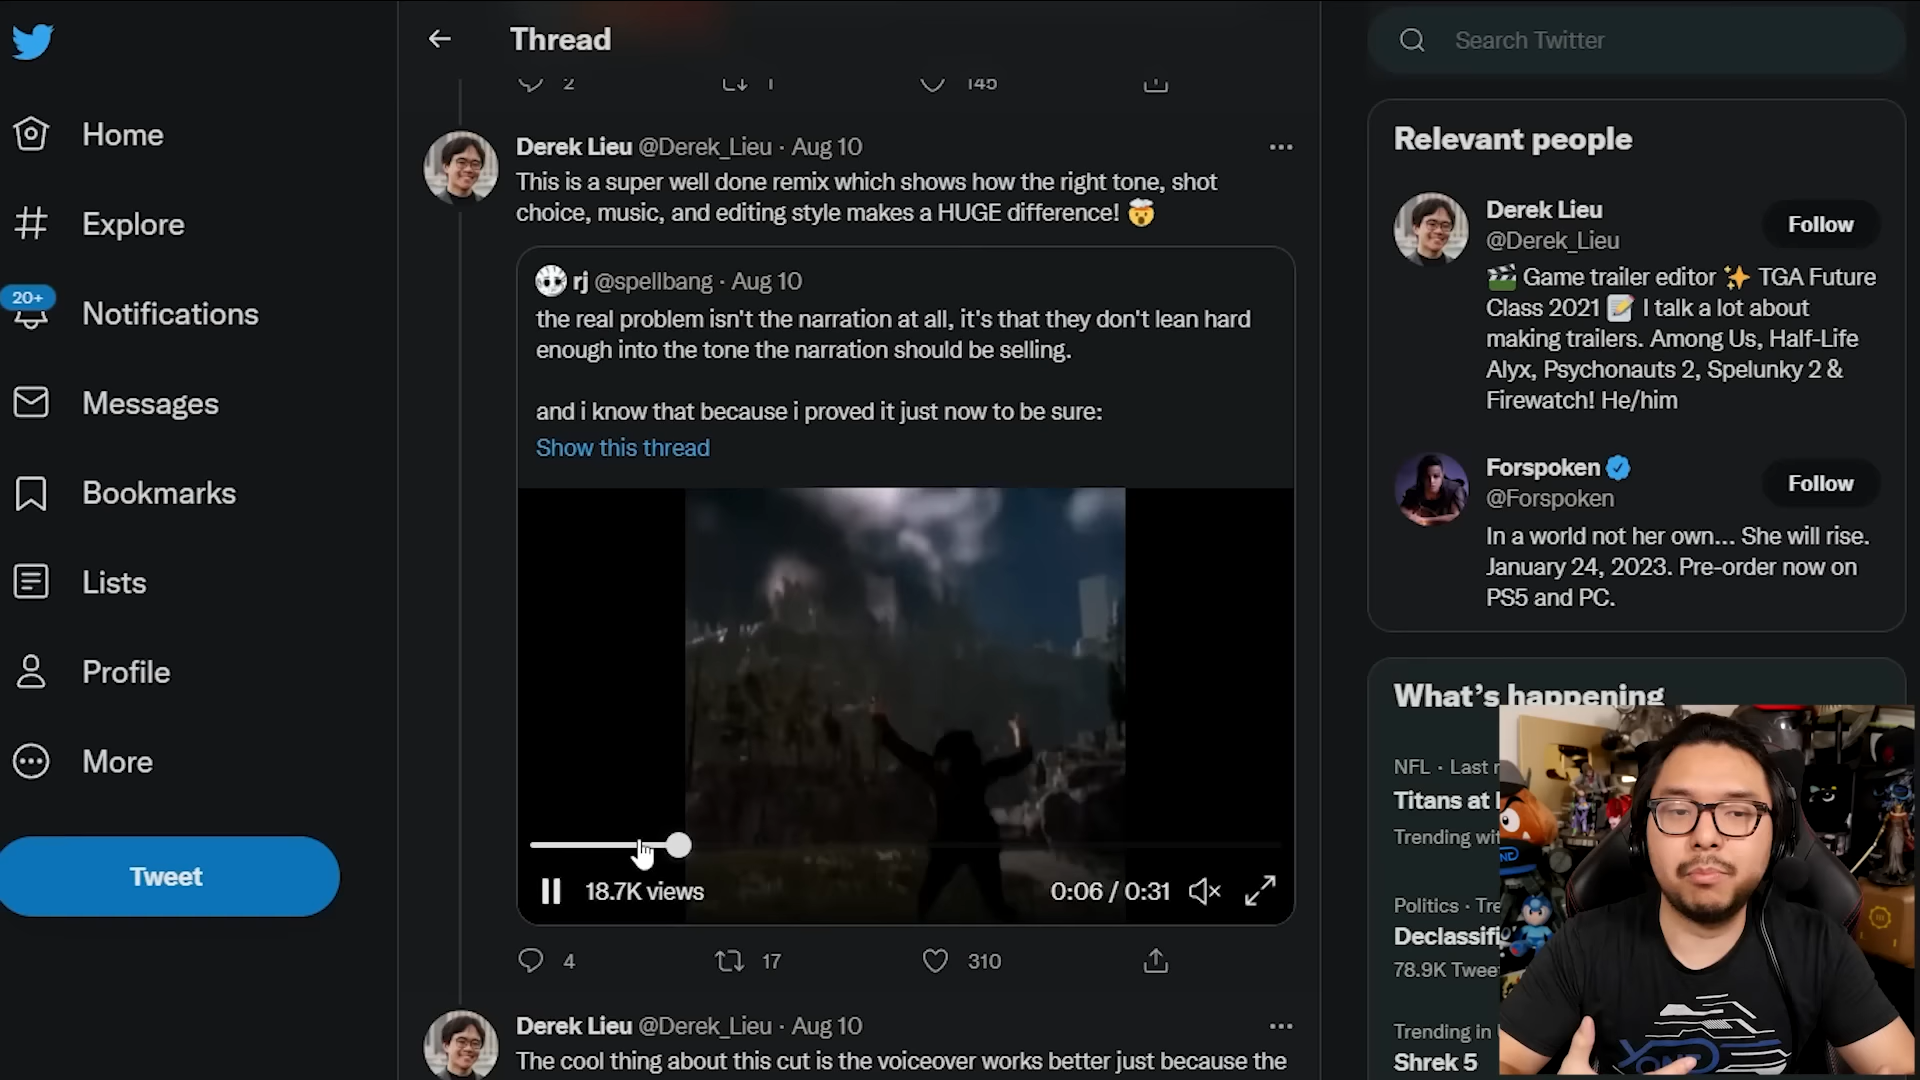 Thread
Search Twitter
2
1
145
Home
Explore
20+
Notifications
Messages
Bookmarks
Lists
Profile
More
Tweet
Derek Lieu @Derek_Lieu · Aug 10
This is a super well done remix which shows how the right tone, shot
choice, music, and editing style makes a HUGE difference! 🤯
rj @spellbang · Aug 10
the real problem isn't the narration at all, it's that they don't lean hard
enough into the tone the narration should be selling.
and i know that because i proved it just now to be sure:
Show this thread
18.7K views
0:06 / 0:31
4
17
310
Derek Lieu @Derek_Lieu · Aug 10
The cool thing about this cut is the voiceover works better just because the
Relevant people
Derek Lieu
@Derek_Lieu
Follow
🎬 Game trailer editor ✨ TGA Future
Class 2021 📝 I talk a lot about
making trailers. Among Us, Half-Life
Alyx, Psychonauts 2, Spelunky 2 &
Firewatch! He/him
Forspoken
@Forspoken
Follow
In a world not her own... She will rise.
January 24, 2023. Pre-order now on
PS5 and PC.
What's happening
NFL · Last
Titans at
Trending
Politics ·
78.9K
Trending in
Shrek 5